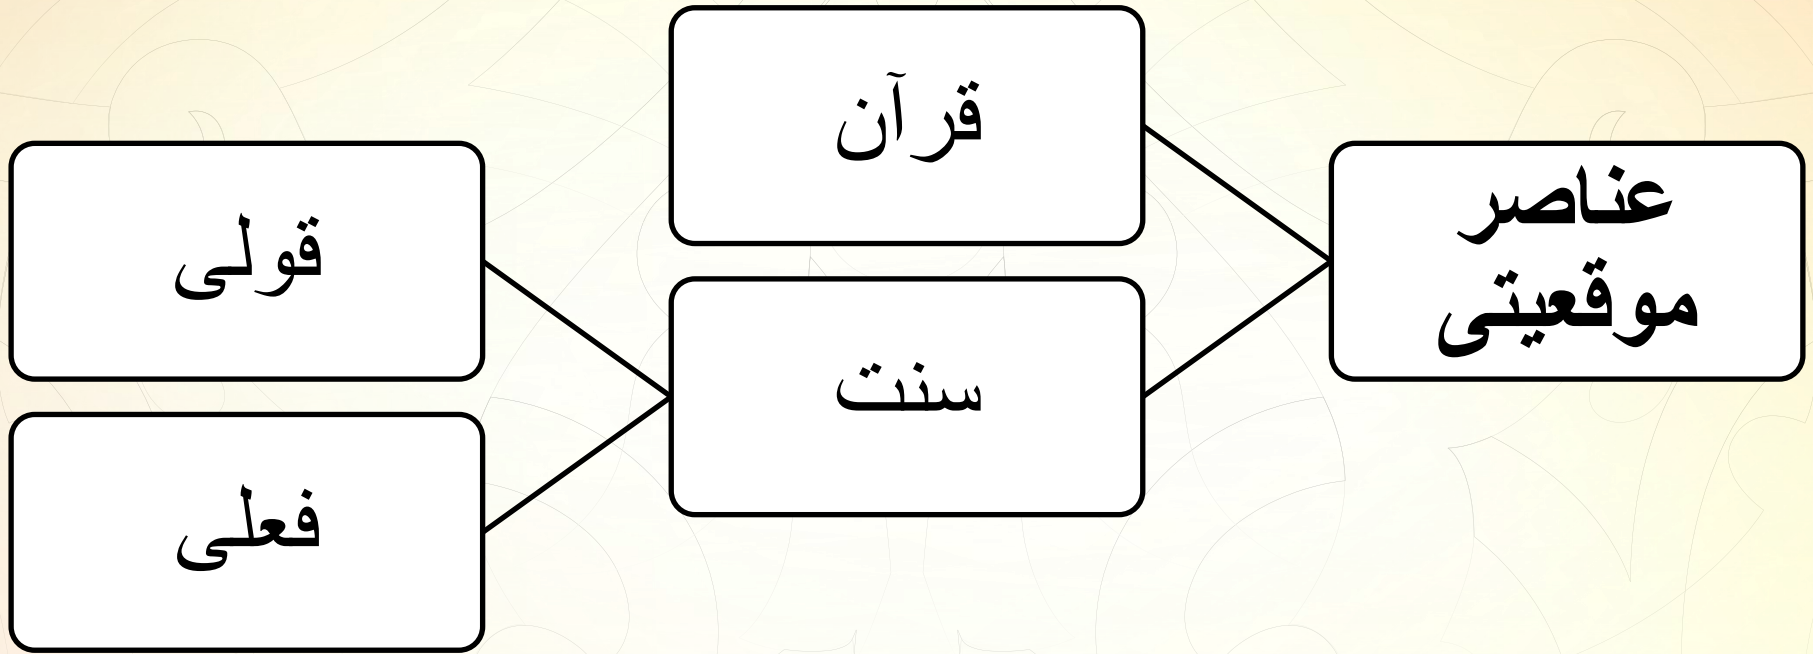 عناصر
موقعیتی
قرآن
سنت
قولی
فعلی